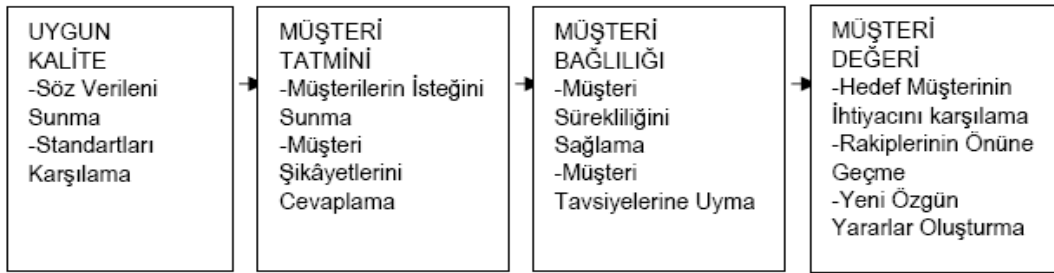 UYGUN
KALİTE
-Söz Verileni
Sunma
-Standartları
Karşılama
MÜŞTERİ
TATMİNİ
-Müşterilerin İsteğini
Sunma
-Müşteri
Şikâyetlerini
Cevaplama
MÜŞTERİ
BAĞLILIĞI
-Müşteri
Sürekliliğini
Sağlama
-Müşteri
Tavsiyelerine Uyma
MÜŞTERİ
DEĞERİ
-Hedef Müşterinin
İhtiyacını karşılama
-Rakiplerinin Önüne
Geçme
-Yeni Özgün
Yararlar Oluşturma